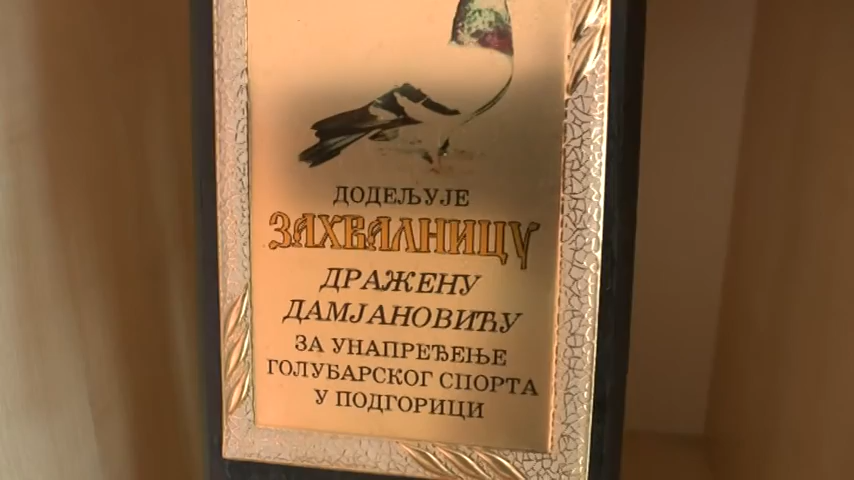 ДОДЕЉУЈЕ
ЗАХВАЛНИЦУ
ДРАЖЕНУ
ДАМЈАНОВИЋУ
ЗА УНАПРЕЂЕЊЕ
ГОЛУБАРСКОГ СПОРТА
У ПОДГОРИЦИ